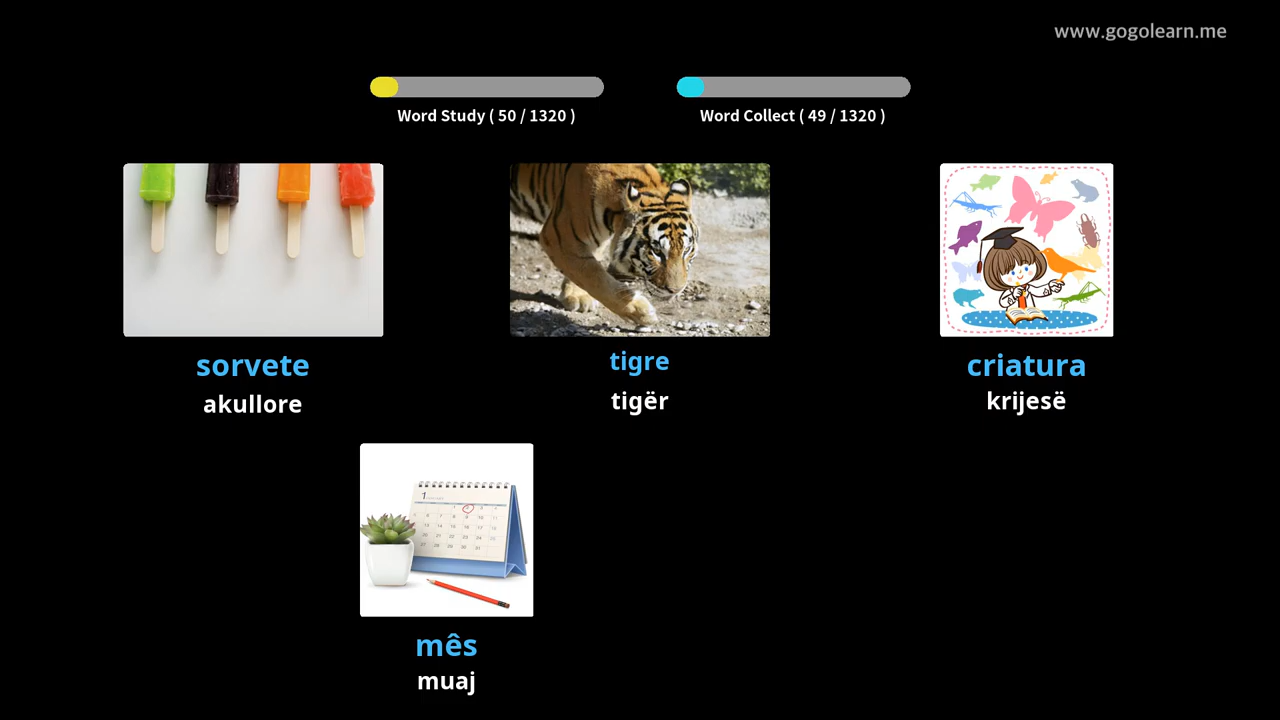 www.gogolearn.me
Word Study ( 50 / 1320 )
Word Collect ( 49 / 1320 )
sorvete
akullore
tigre
tigër
criatura
krijesë
mês
muaj